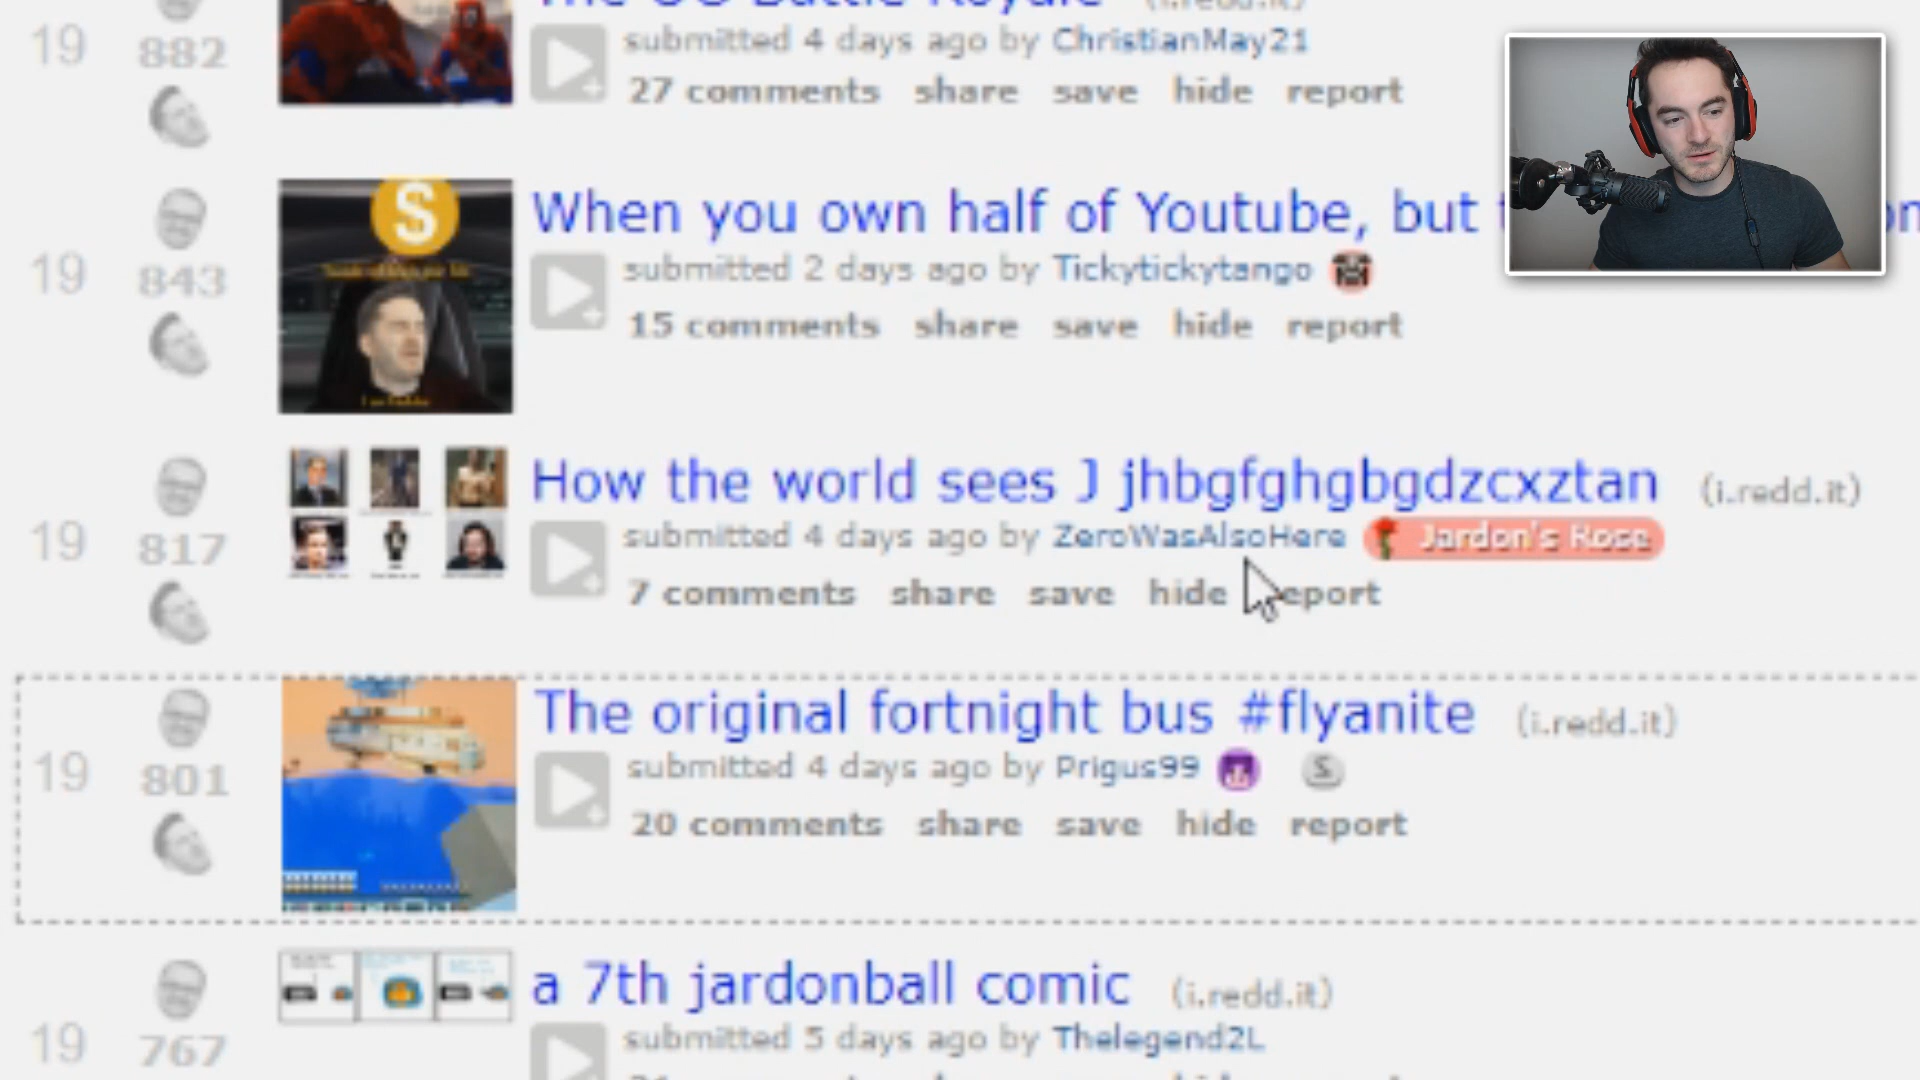 (i.redd.it)
19
882
submitted 4 days ago by ChristianMay21
27 comments share save hide report
When you own half of Youtube, but
19
843
S
submitted 2 days ago by Tickytickytango
15 comments share save hide report
How the world sees J jhbgfghgbgdzcxztan (i.redd.it)
19
817
submitted 4 days ago by ZeroWasAlsoHere Jardon's Rose
7 comments share save hide report
The original fortnight bus #flyanite (i.redd.it)
19
801
submitted 4 days ago by Prigus99 S
20 comments share save hide report
a 7th jardonball comic (i.redd.it)
19
767
submitted 5 days ago by Thelegend2L